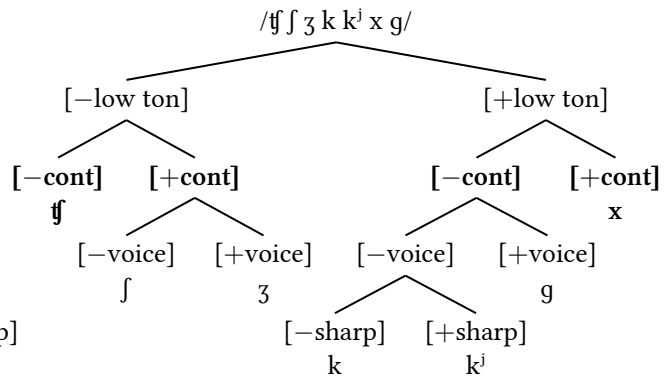 /ʧ ʃ ʒ k kʲ x ɡ/
[−low ton] [+low ton]
[−cont] [+cont] [−cont] [+cont]
ʧ x
[−voice] [+voice] [−voice] [+voice]
ʃ ʒ ɡ
p] [−sharp] [+sharp]
k kʲ